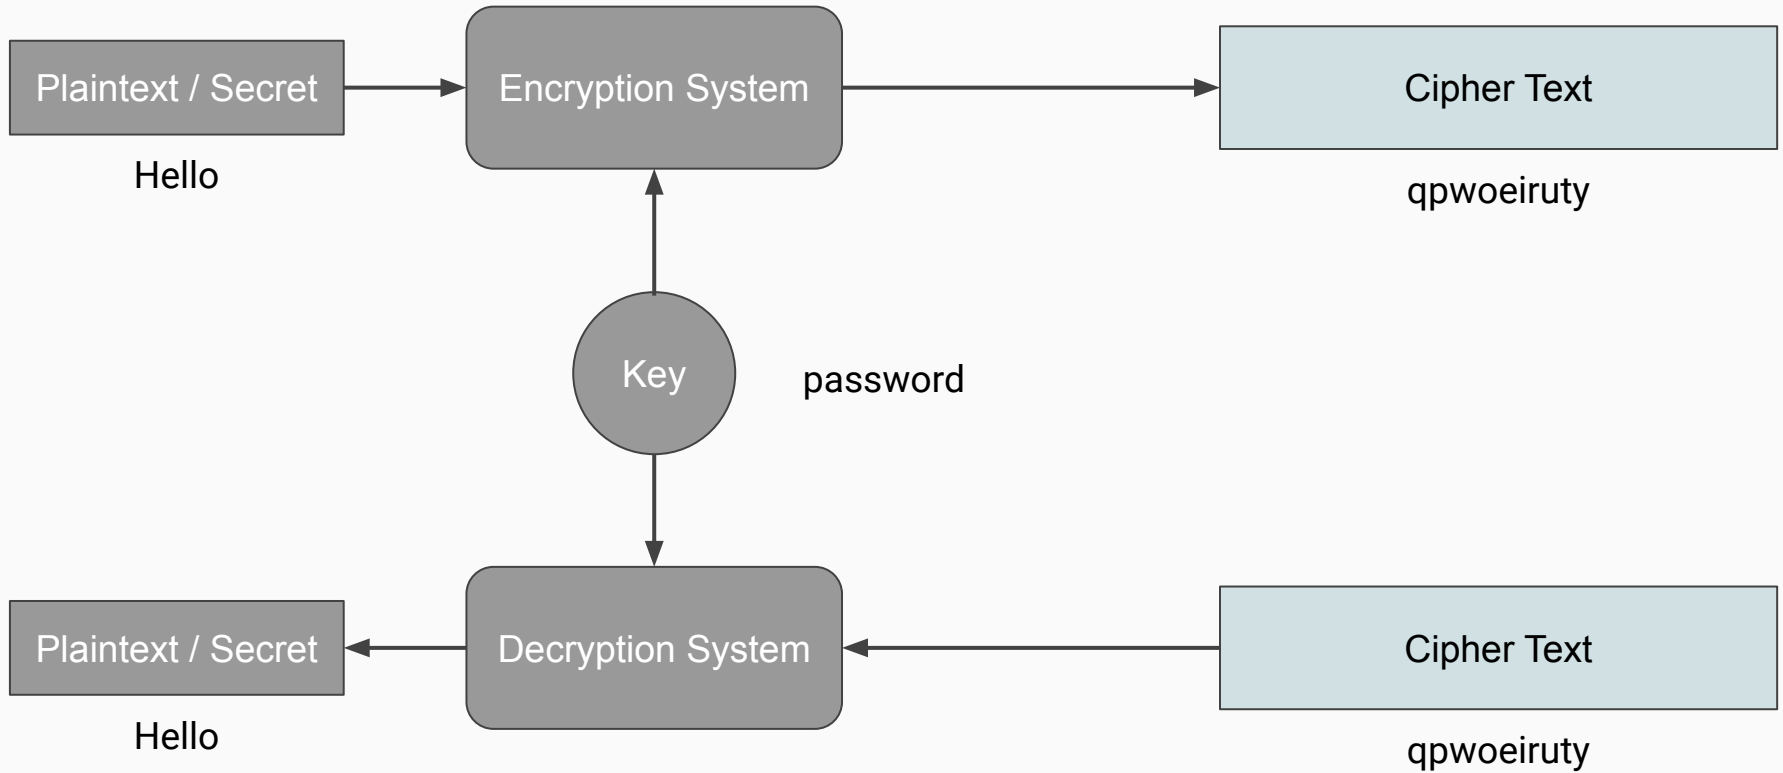 Plaintext / Secret
Encryption System
Cipher Text
Hello
qpwoeiruty
Key
password
Plaintext / Secret
Decryption System
Cipher Text
Hello
qpwoeiruty